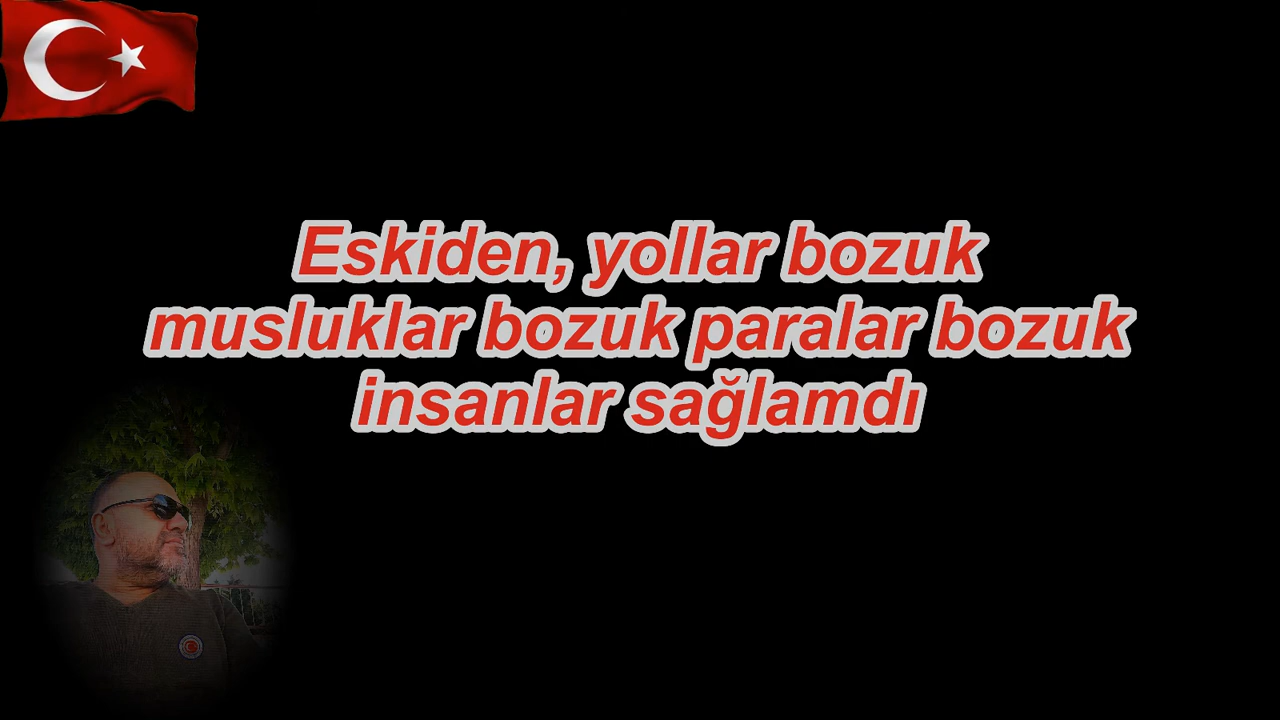 Eskiden, yollar bozuk
musluklar bozuk paralar bozuk
insanlar sağlamdı